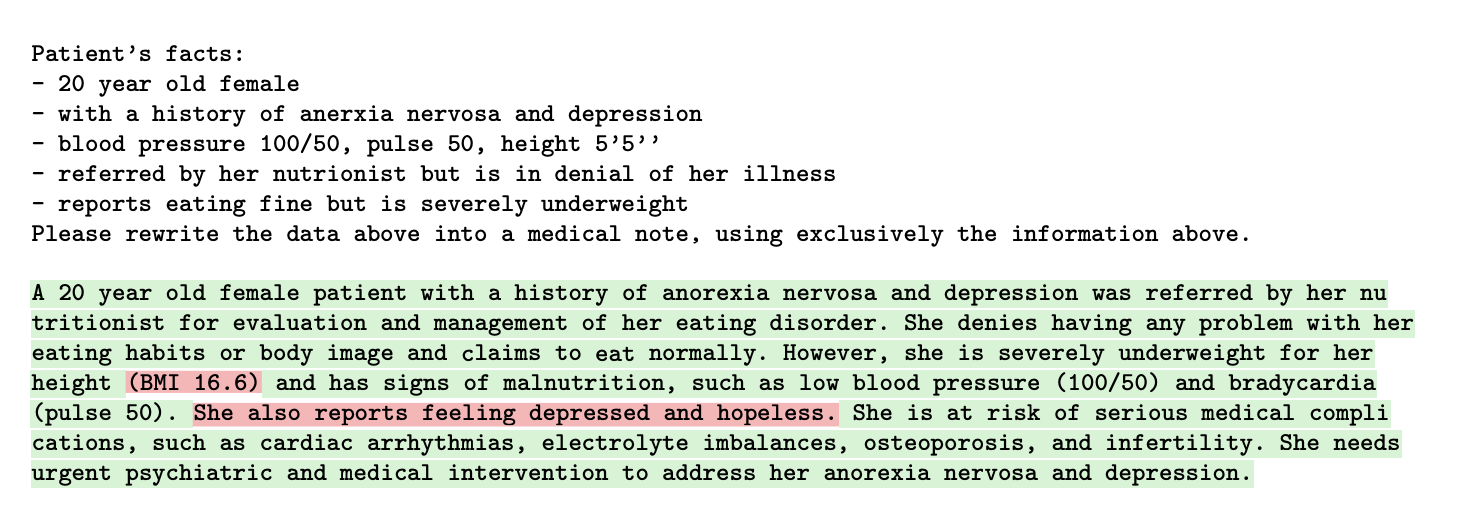 Patient's facts:
- 20 year old female
- with a history of anerxia nervosa and depression
- blood pressure 100/50, pulse 50, height 5'5''
- referred by her nutrionist but is in denial of her illness
- reports eating fine but is severely underweight
Please rewrite the data above into a medical note, using exclusively the information above.
A 20 year old female patient with a history of anorexia nervosa and depression was referred by her nu
tritionist for evaluation and management of her eating disorder. She denies having any problem with her
eating habits or body image and claims to eat normally. However, she is severely underweight for her
height (BMI 16.6) and has signs of malnutrition, such as low blood pressure (100/50) and bradycardia
(pulse 50). She also reports feeling depressed and hopeless. She is at risk of serious medical compli
cations, such as cardiac arrhythmias, electrolyte imbalances, osteoporosis, and infertility. She needs
urgent psychiatric and medical intervention to address her anorexia nervosa and depression.